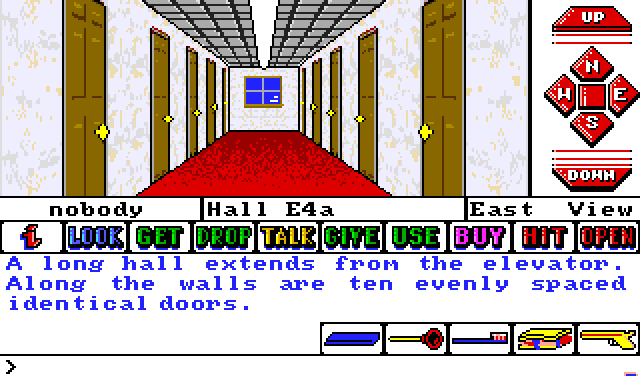 UP
N
W I E
S
DOWN
nobody Hall E4a East View
i LOOK GET DROP TALK GIVE USE BUY HIT OPEN
A long hall extends from the elevator.
Along the walls are ten evenly spaced
identical doors.
>